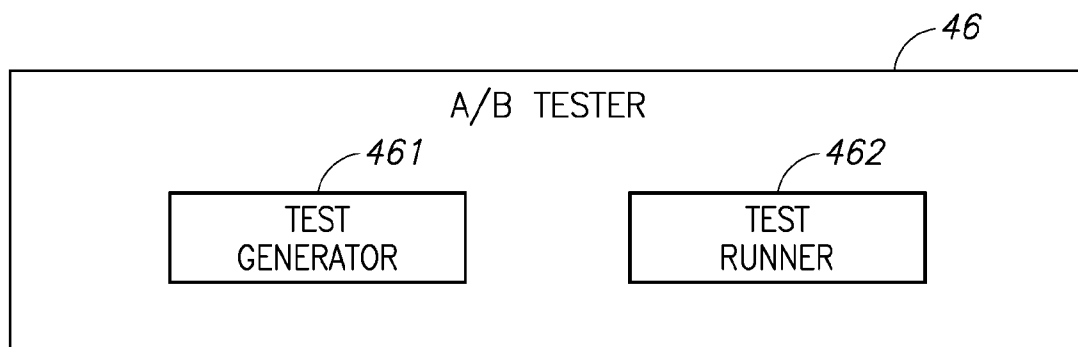 46
A/B TESTER
461
462
TEST
GENERATOR
TEST
RUNNER